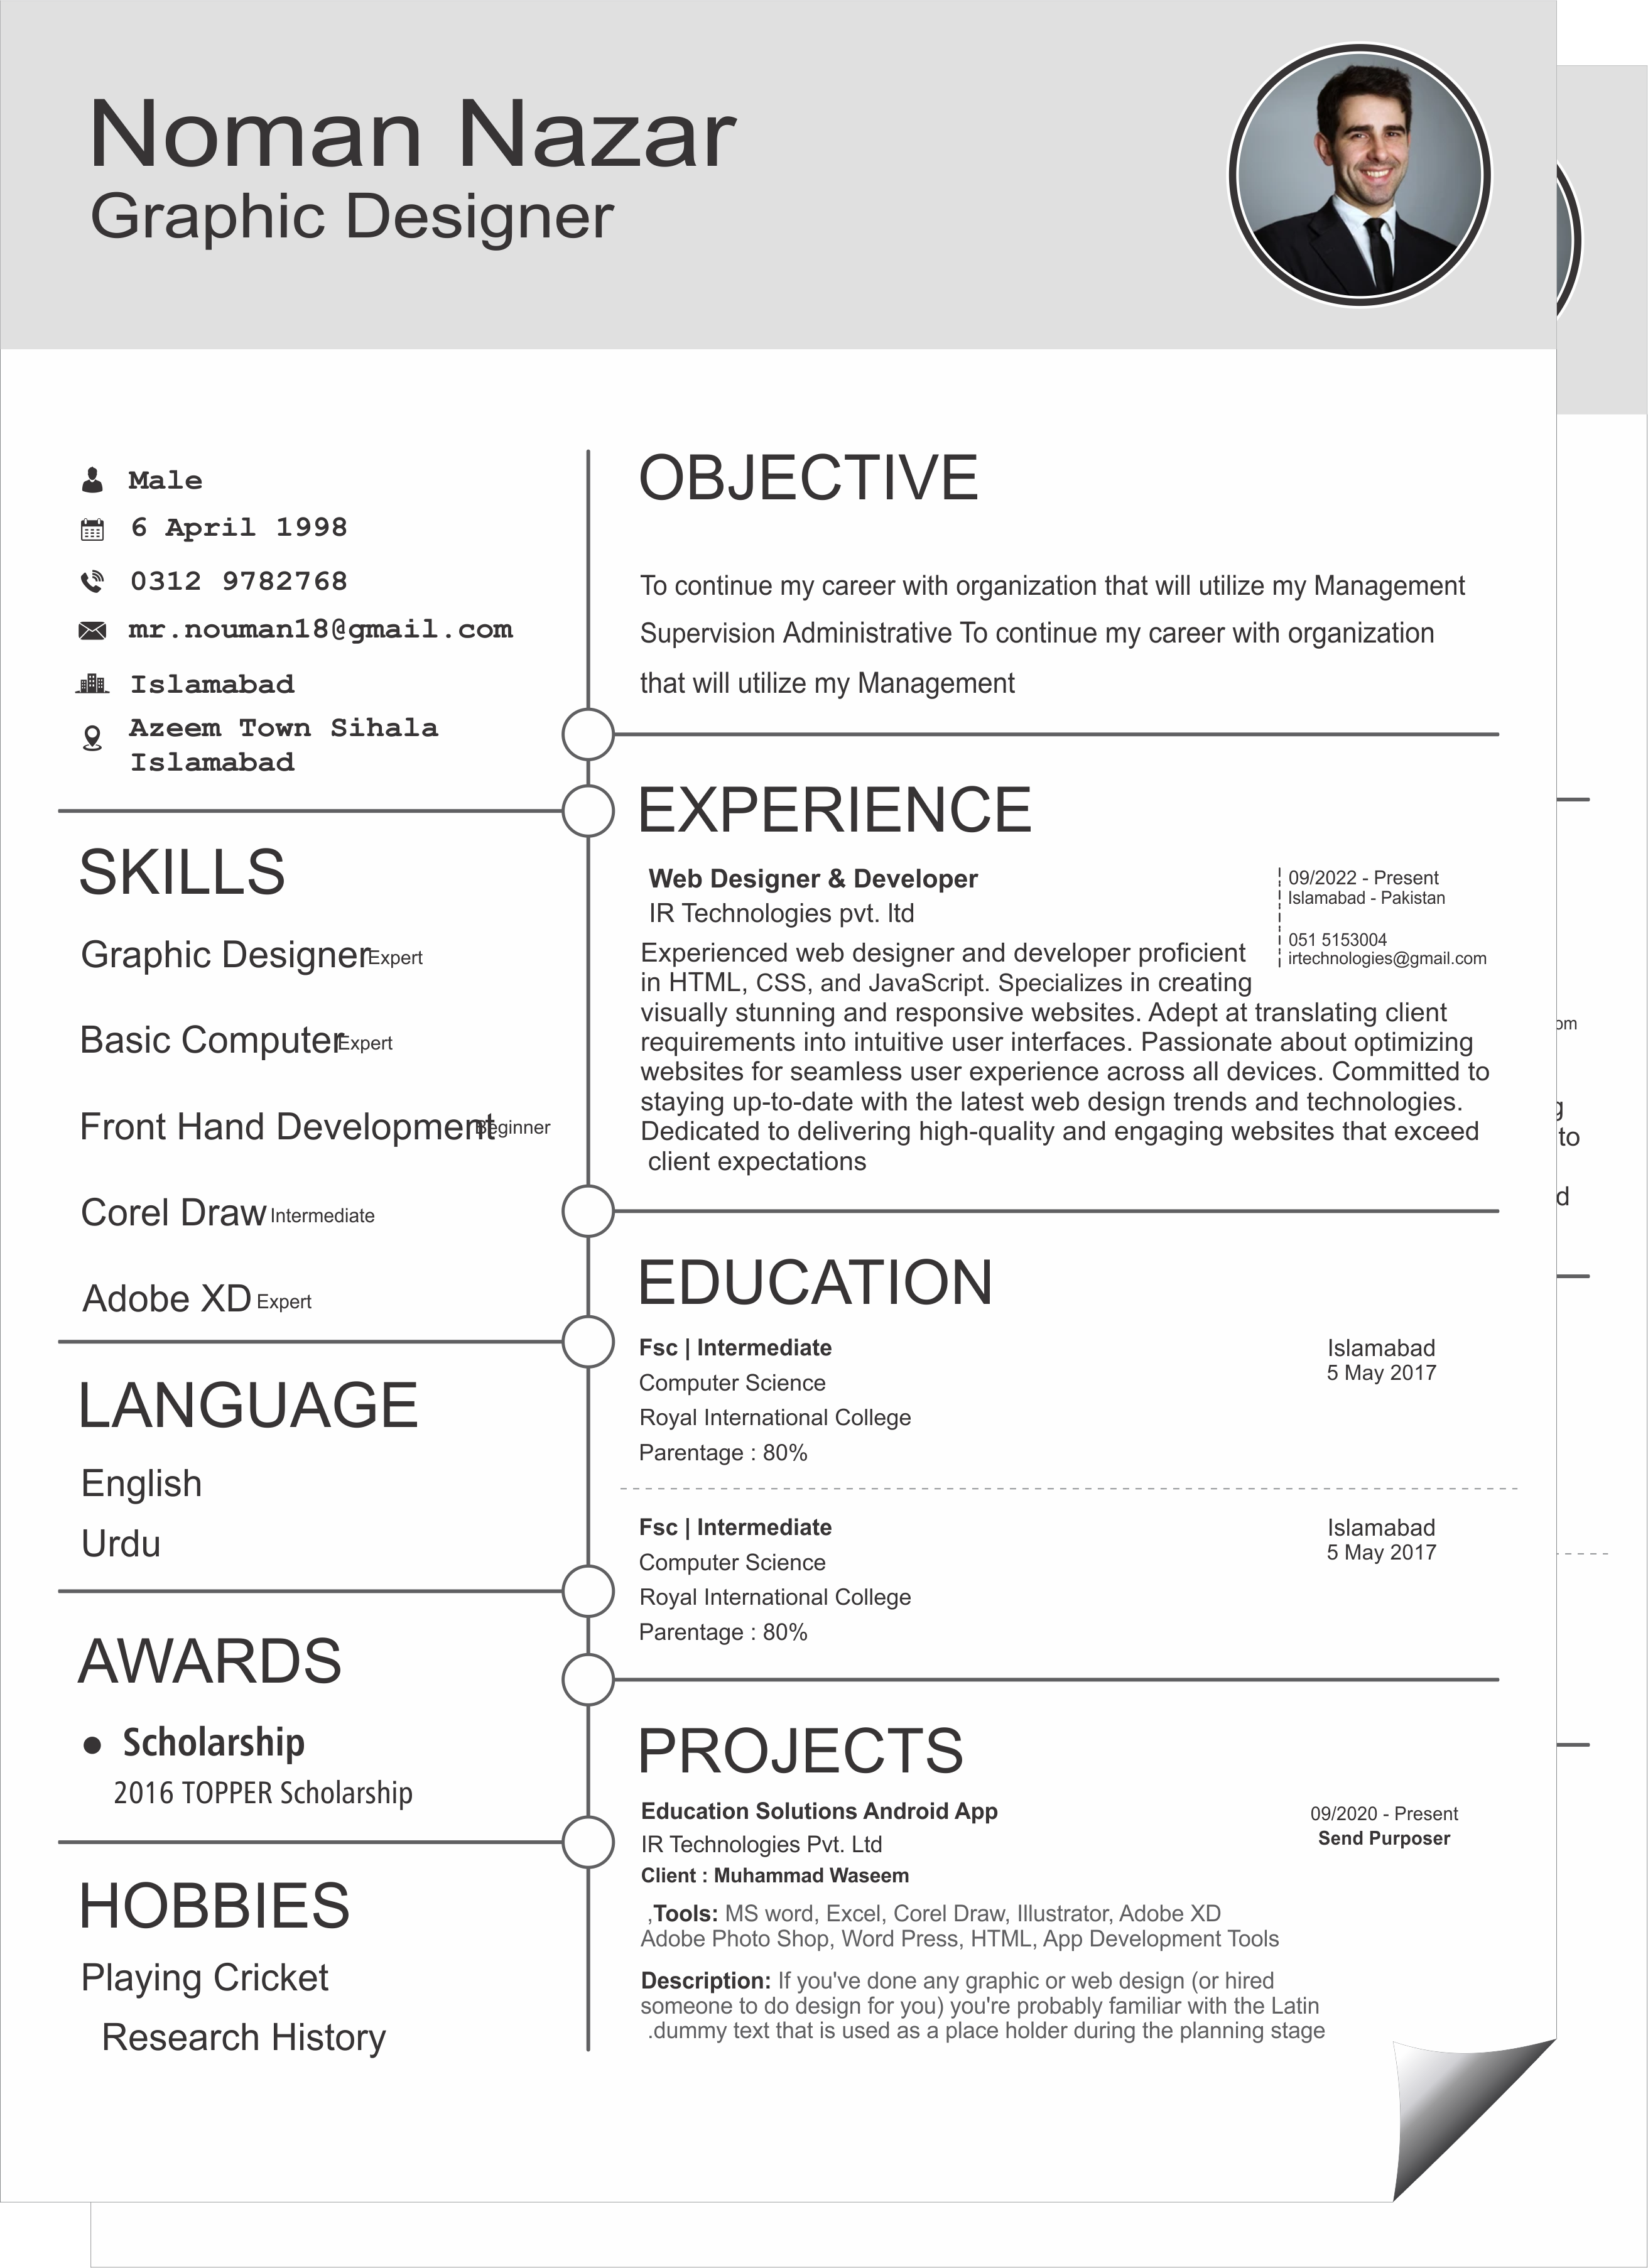 Noman Nazar
Graphic Designer
Male
6 April 1998
0312 9782768
mr.nouman18@gmail.com
Islamabad
Azeem Town Sihala
Islamabad
SKILLS
Graphic Designer Expert
Basic Computer Expert
Front Hand Development Beginner
Corel Draw Intermediate
Adobe XD Expert
LANGUAGE
English
Urdu
AWARDS
● Scholarship
2016 TOPPER Scholarship
HOBBIES
Playing Cricket
Research History
OBJECTIVE
To continue my career with organization that will utilize my Management
Supervision Administrative To continue my career with organization
that will utilize my Management
EXPERIENCE
Web Designer & Developer
IR Technologies pvt. ltd
09/2022 - Present
Islamabad - Pakistan
051 5153004
irtechnologies@gmail.com
Experienced web designer and developer proficient
in HTML, CSS, and JavaScript. Specializes in creating
visually stunning and responsive websites. Adept at translating client
requirements into intuitive user interfaces. Passionate about optimizing
websites for seamless user experience across all devices. Committed to
staying up-to-date with the latest web design trends and technologies.
Dedicated to delivering high-quality and engaging websites that exceed
client expectations
EDUCATION
Fsc | Intermediate
Computer Science
Royal International College
Parentage : 80%
Islamabad
5 May 2017
Fsc | Intermediate
Computer Science
Royal International College
Parentage : 80%
Islamabad
5 May 2017
PROJECTS
Education Solutions Android App
IR Technologies Pvt. Ltd
Client : Muhammad Waseem
09/2020 - Present
Send Purposer
,Tools: MS word, Excel, Corel Draw, Illustrator, Adobe XD
Adobe Photo Shop, Word Press, HTML, App Development Tools
Description: If you've done any graphic or web design (or hired
someone to do design for you) you're probably familiar with the Latin
.dummy text that is used as a place holder during the planning stage
to